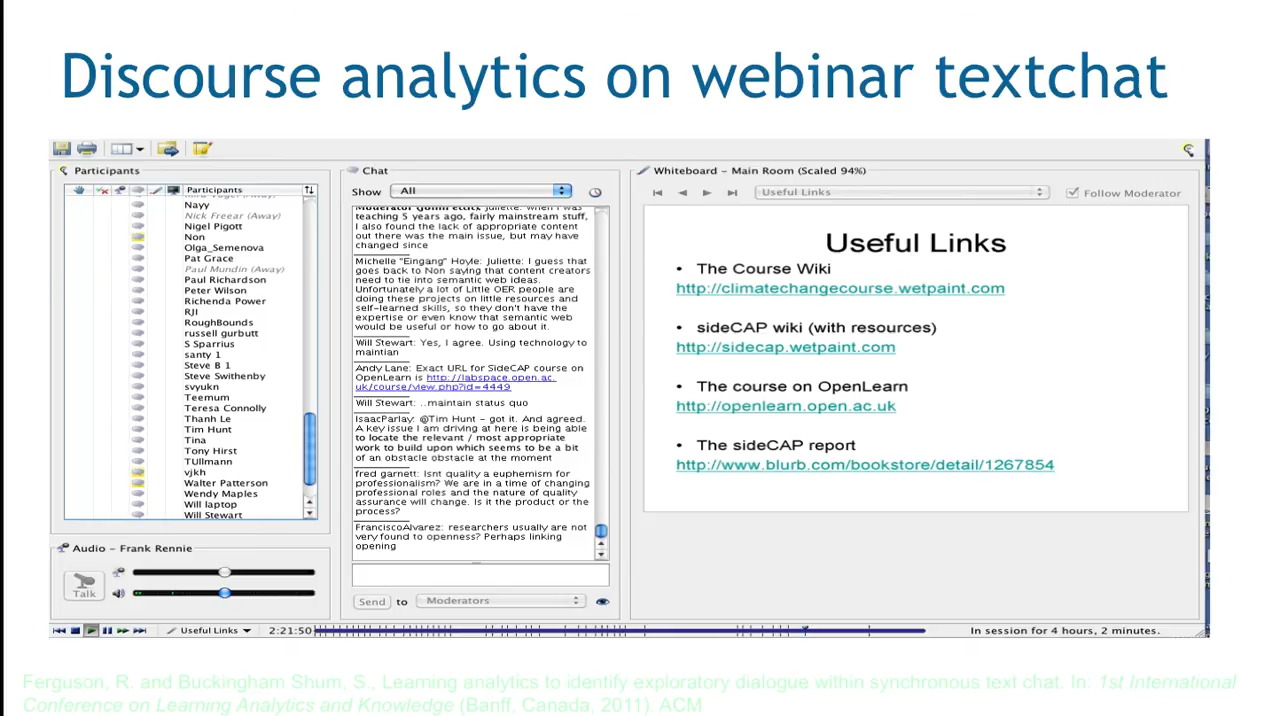 Discourse analytics on webinar textchat
Participants
Participants
Nayy
Nick Freear (Away)
Nigel Pigott
Non
Olga_Semenova
Pat Grace
Paul Mundin (Away)
Paul Richardson
Peter Wilson
Richenda Power
RJI
RoughBounds
russell gurbutt
S Sparrius
santy 1
Steve B 1
Steve Swithenby
svyukn
Teemum
Teresa Connolly
Thanh Le
Tim Hunt
Tina
Tony Hirst
TUllmann
vjkh
Walter Patterson
Wendy Maples
Will laptop
Will Stewart
Audio - Frank Rennie
Talk
Chat
Show All
Juliette: when I was
teaching 5 years ago, fairly mainstream stuff,
I also found the lack of appropriate content
out there was the main issue, but may have
changed since
Michelle "Eingang" Hoyle: Juliette: I guess that
goes back to Non saying that content creators
need to tie into semantic web ideas.
Unfortunately a lot of Little OER people are
doing these projects on little resources and
self-learned skills, so they don't have the
expertise or even know that semantic web
would be useful or how to go about it.
Will Stewart: Yes, I agree. Using technology to
maintian
Andy Lane: Exact URL for SideCAP course on
OpenLearn is http://labspace.open.ac.
uk/course/view.php?id=4449
Will Stewart: ..maintain status quo
IsaacParlay: @Tim Hunt - got it. And agreed.
A key issue I am driving at here is being able
to locate the relevant / most appropriate
work to build upon which seems to be a bit
of an obstacle obstacle at the moment
fred garnett: Isnt quality a euphemism for
professionalism? We are in a time of changing
professional roles and the nature of quality
assurance will change. Is it the product or the
process?
FranciscoAlvarez: researchers usually are not
very found to openness? Perhaps linking
opening
Send to Moderators
Whiteboard - Main Room (Scaled 94%)
Useful Links
Follow Moderator
Useful Links
• The Course Wiki
http://climatechangecourse.wetpaint.com
• sideCAP wiki (with resources)
http://sidecap.wetpaint.com
• The course on OpenLearn
http://openlearn.open.ac.uk
• The sideCAP report
http://www.blurb.com/bookstore/detail/1267854
Useful Links 2:21:50
In session for 4 hours, 2 minutes.
Ferguson, R. and Buckingham Shum, S., Learning analytics to identify exploratory dialogue within synchronous text chat. In: 1st International
Conference on Learning Analytics and Knowledge (Banff, Canada, 2011). ACM